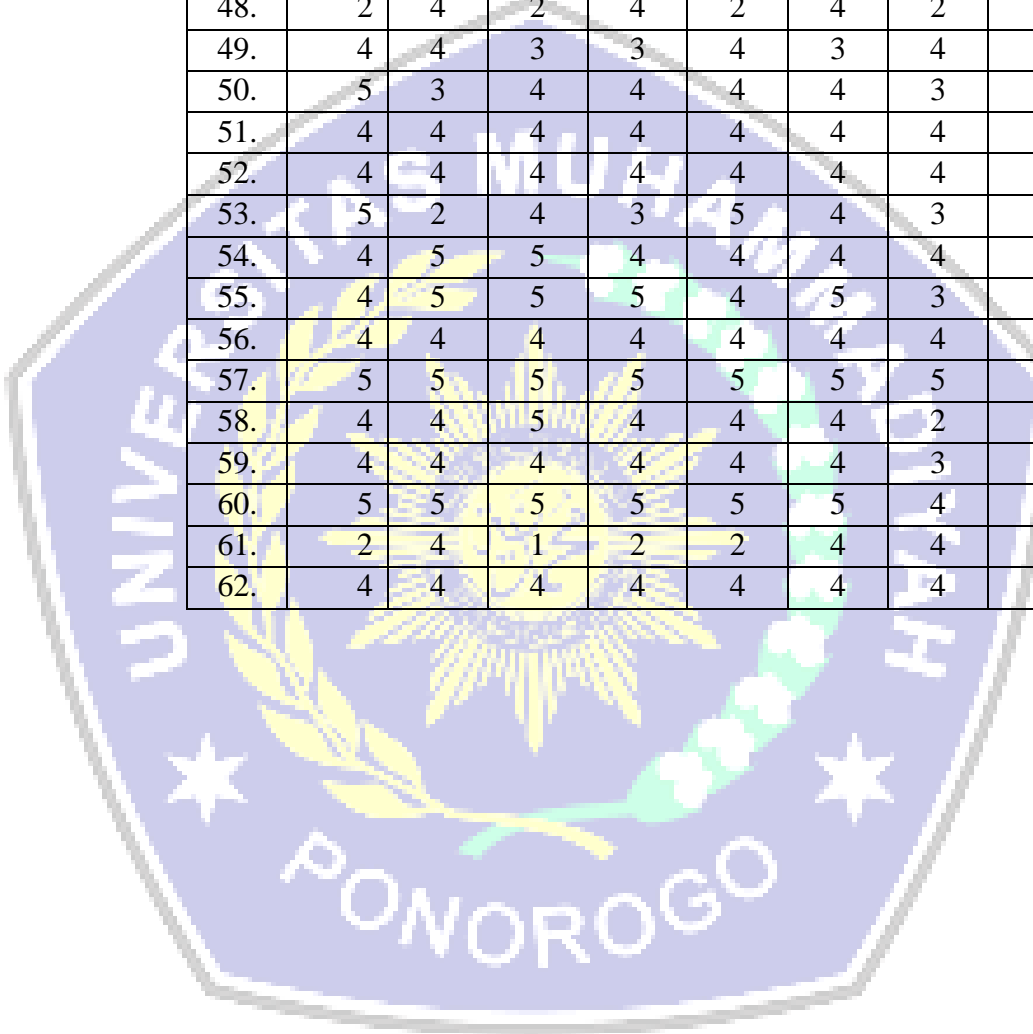 48. 2 4 2 4 2 4 2
49. 4 4 3 3 4 3 4
50. 5 3 4 4 4 4 3
51. 4 4 4 4 4 4 4
52. 4 4 4 4 4 4 4
53. 5 2 4 3 5 4 3
54. 4 5 5 4 4 4 4
55. 4 5 5 5 4 5 3
56. 4 4 4 4 4 4 4
57. 5 5 5 5 5 5 5
58. 4 4 5 4 4 4 2
59. 4 4 4 4 4 4 3
60. 5 5 5 5 5 5 4
61. 2 4 1 2 2 4 4
62. 4 4 4 4 4 4 4
UNIVERSITAS MUHAMMADIYAH
PONOROGO